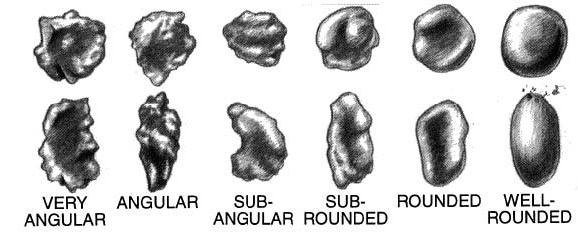 VERY
ANGULAR
ANGULAR
SUB-
ANGULAR
SUB-
ROUNDED
ROUNDED
WELL-
ROUNDED